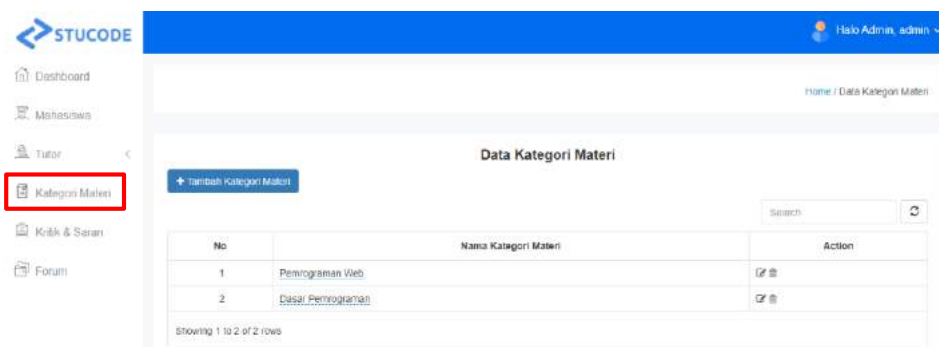 STUCODE
Halo Admin, admin
Dashboard
Home / Data Kategori Materi
Mahasiswa
Tutor
Data Kategori Materi
+ Tambah Kategori Materi
Kategori Materi
Search
Kritik & Saran
No Nama Kategori Materi Action
Forum
1 Pemrograman Web
2 Dasar Pemrograman
Showing 1 to 2 of 2 rows